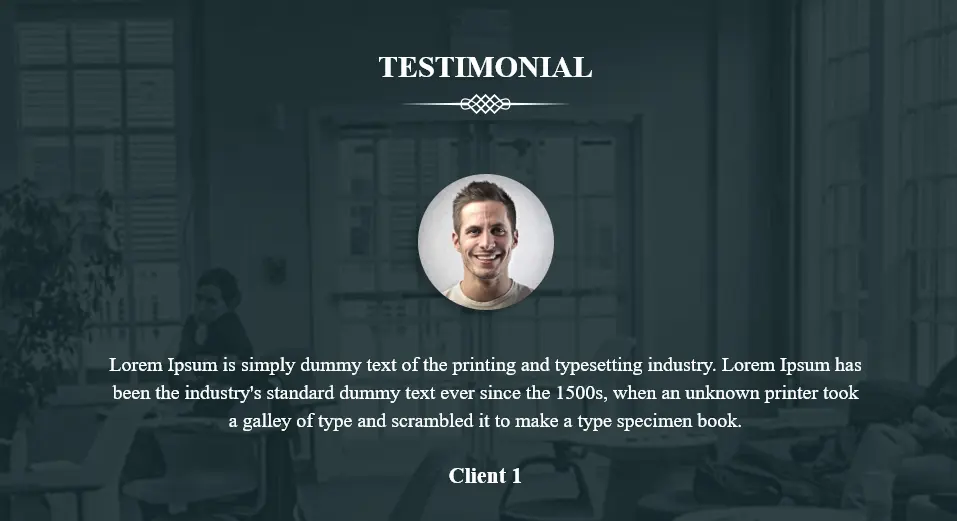 TESTIMONIAL
Lorem Ipsum is simply dummy text of the printing and typesetting industry. Lorem Ipsum has
been the industry's standard dummy text ever since the 1500s, when an unknown printer took
a galley of type and scrambled it to make a type specimen book.
Client 1